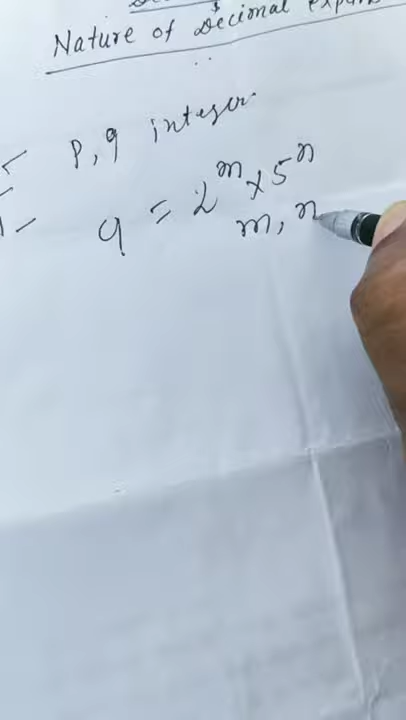 Nature of Decimal
P, q integer
q = 2^m × 5^n
m, n